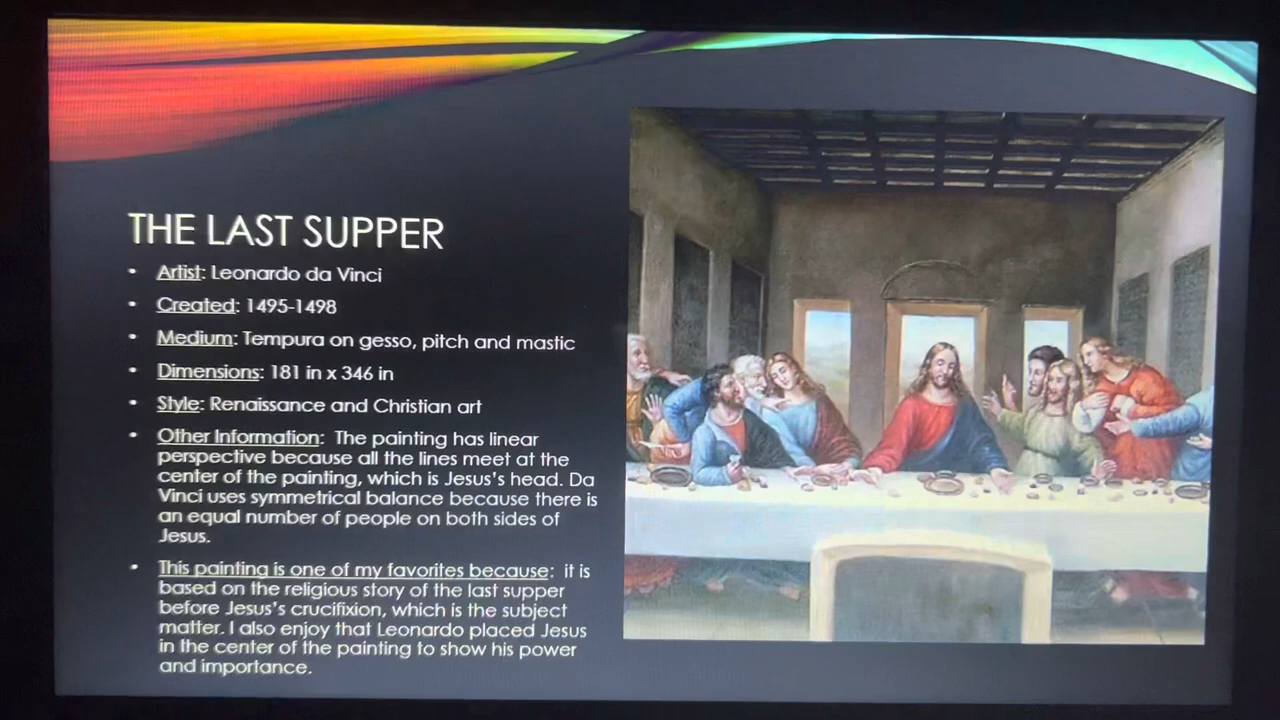 THE LAST SUPPER
• Artist: Leonardo da Vinci
• Created: 1495-1498
• Medium: Tempura on gesso, pitch and mastic
• Dimensions: 181 in x 346 in
• Style: Renaissance and Christian art
• Other Information: The painting has linear
perspective because all the lines meet at the
center of the painting, which is Jesus's head. Da
Vinci uses symmetrical balance because there is
an equal number of people on both sides of
Jesus.
• This painting is one of my favorites because: it is
based on the religious story of the last supper
before Jesus's crucifixion, which is the subject
matter. I also enjoy that Leonardo placed Jesus
in the center of the painting to show his power
and importance.